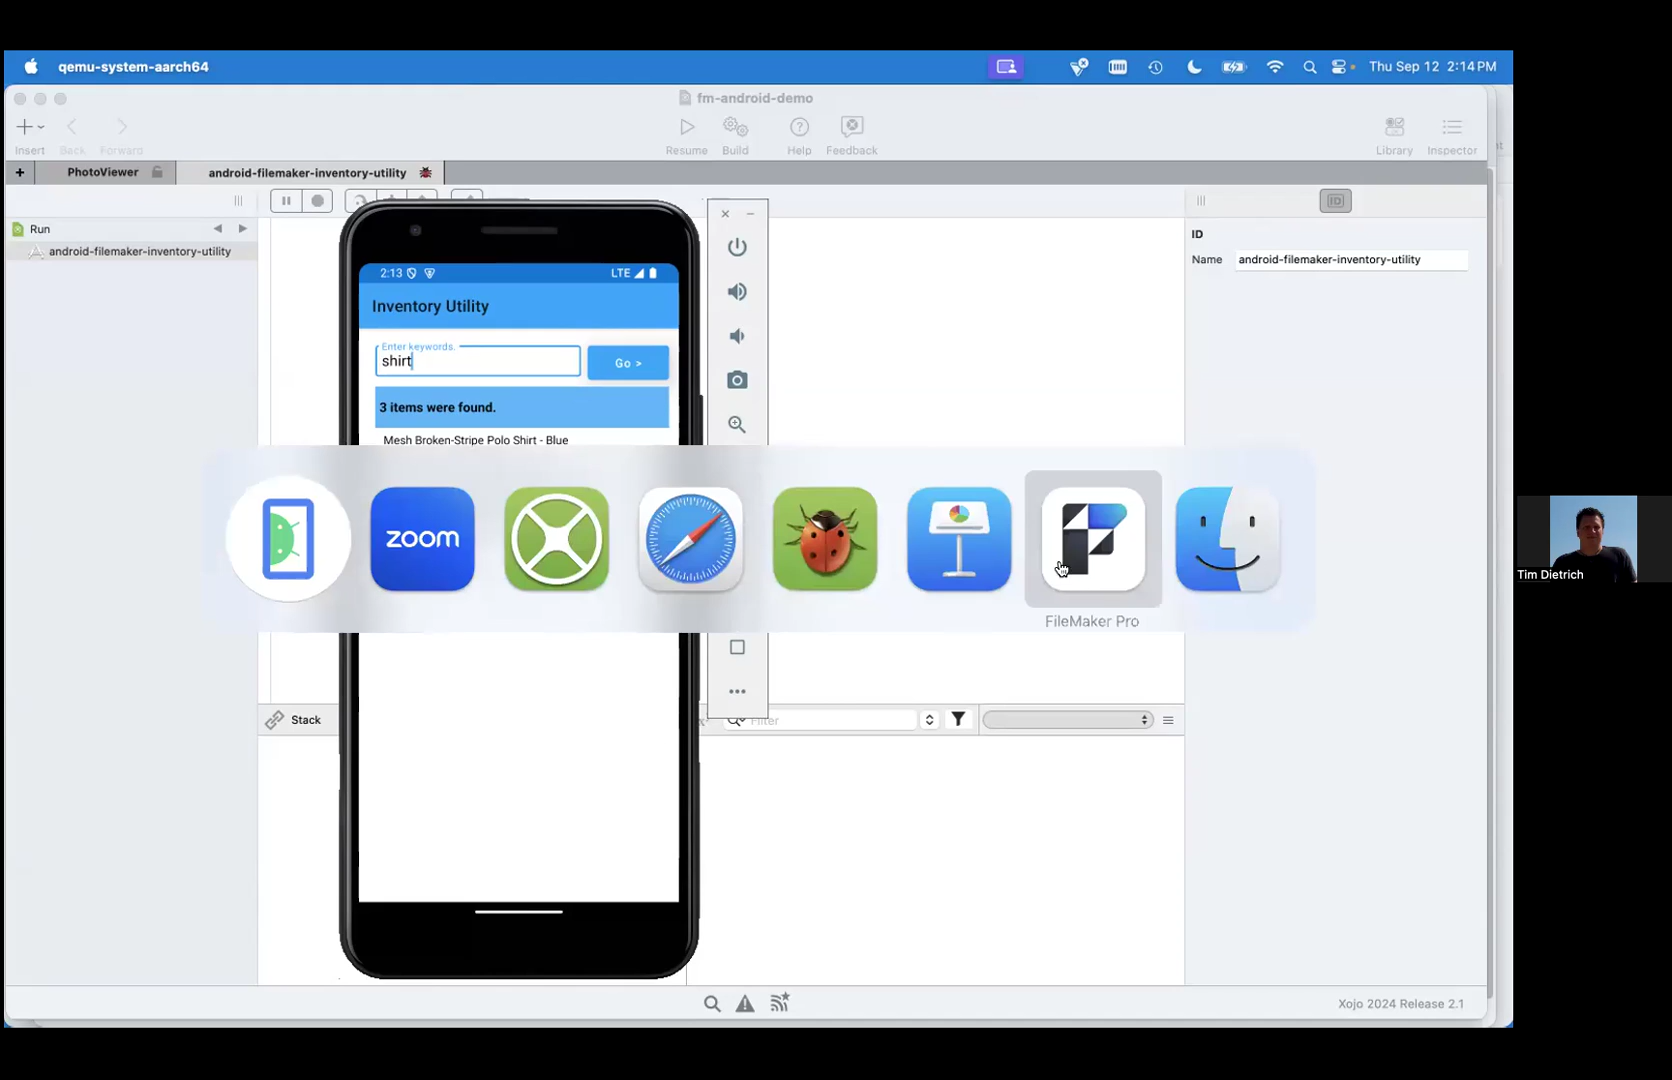 qemu-system-aarch64
Thu Sep 12 2:14 PM
fm-android-demo
Insert
Back
Forward
Resume
Build
Help
Feedback
Library
Inspector
PhotoViewer
android-filemaker-inventory-utility
Run
android-filemaker-inventory-utility
ID
ID
Name
android-filemaker-inventory-utility
2:13
LTE
Inventory Utility
Enter keywords.
shirt
Go >
3 items were found.
Mesh Broken-Stripe Polo Shirt - Blue
zoom
FileMaker Pro
Tim Dietrich
Stack
Filter
Xojo 2024 Release 2.1